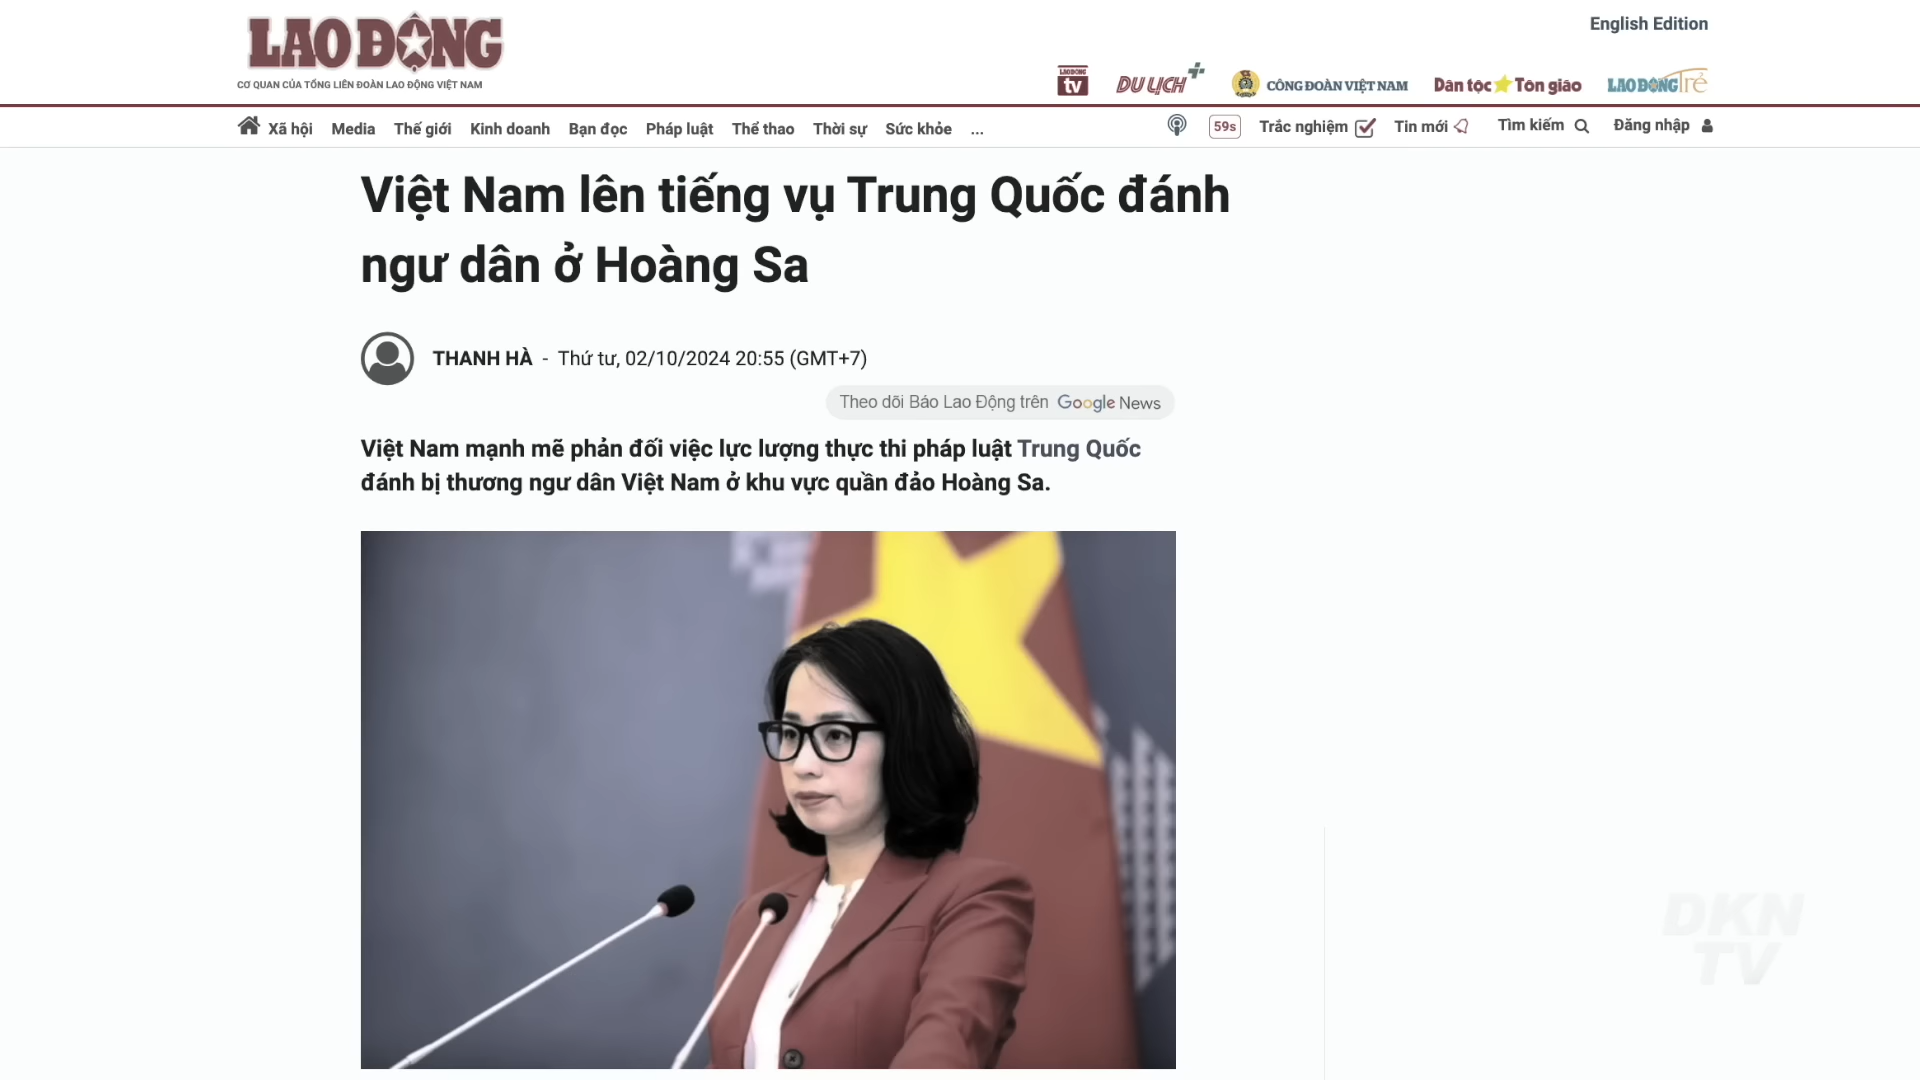 LAO ĐỘNG
CƠ QUAN CỦA TỔNG LIÊN ĐOÀN LAO ĐỘNG VIỆT NAM
English Edition
LAO ĐỘNG tv
DU LỊCH+
CÔNG ĐOÀN VIỆT NAM
Dân tộc Tôn giáo
LAO ĐỘNG Trẻ
Xã hội Media Thế giới Kinh doanh Bạn đọc Pháp luật Thể thao Thời sự Sức khỏe ...
59s Trắc nghiệm Tin mới Tìm kiếm Đăng nhập
Việt Nam lên tiếng vụ Trung Quốc đánh
ngư dân ở Hoàng Sa
THANH HÀ - Thứ tư, 02/10/2024 20:55 (GMT+7)
Theo dõi Báo Lao Động trên Google News
Việt Nam mạnh mẽ phản đối việc lực lượng thực thi pháp luật Trung Quốc
đánh bị thương ngư dân Việt Nam ở khu vực quần đảo Hoàng Sa.
DKN
TV